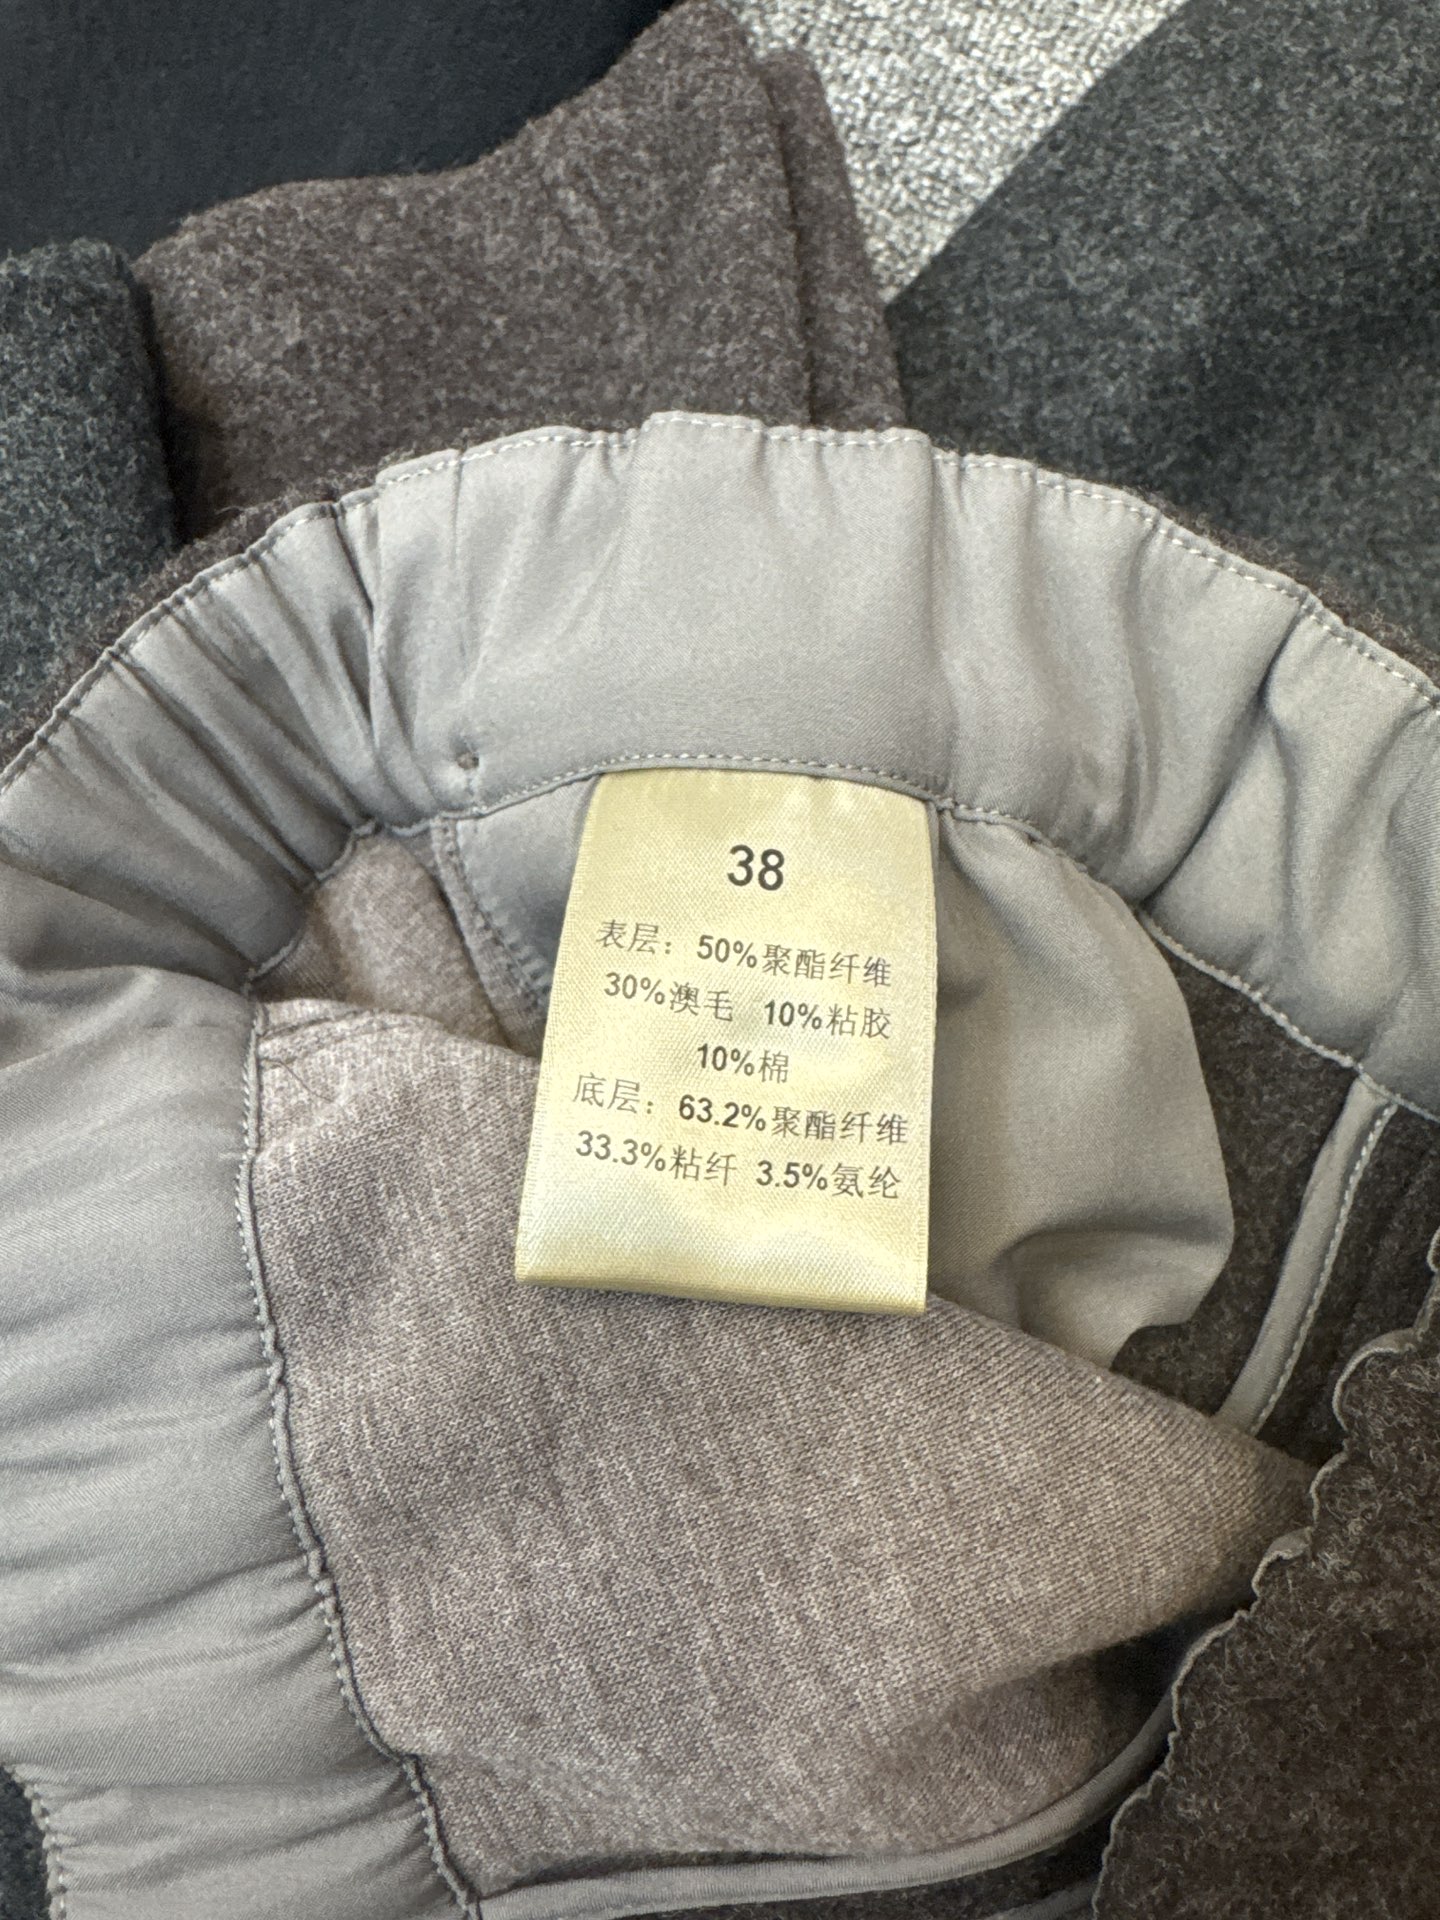 38
表层：50%聚酯纤维
30%澳毛 10%粘胶
10%棉
底层：63.2%聚酯纤维
33.3%粘纤 3.5%氨纶